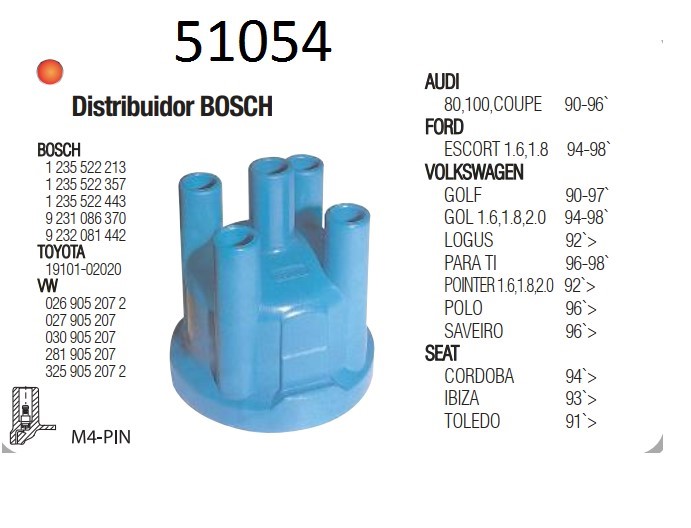 51054
Distribuidor BOSCH
BOSCH
1 235 522 213
1 235 522 357
1 235 522 443
9 231 086 370
9 232 081 442
TOYOTA
19101-02020
VW
026 905 207 2
027 905 207
030 905 207
281 905 207
325 905 207 2
M4-PIN
AUDI
80,100,COUPE 90-96`
FORD
ESCORT 1.6,1.8 94-98`
VOLKSWAGEN
GOLF 90-97`
GOL 1.6,1.8,2.0 94-98`
LOGUS 92`>
PARA TI 96-98`
POINTER 1.6,1.8,2.0 92`>
POLO 96`>
SAVEIRO 96`>
SEAT
CORDOBA 94`>
IBIZA 93`>
TOLEDO 91`>